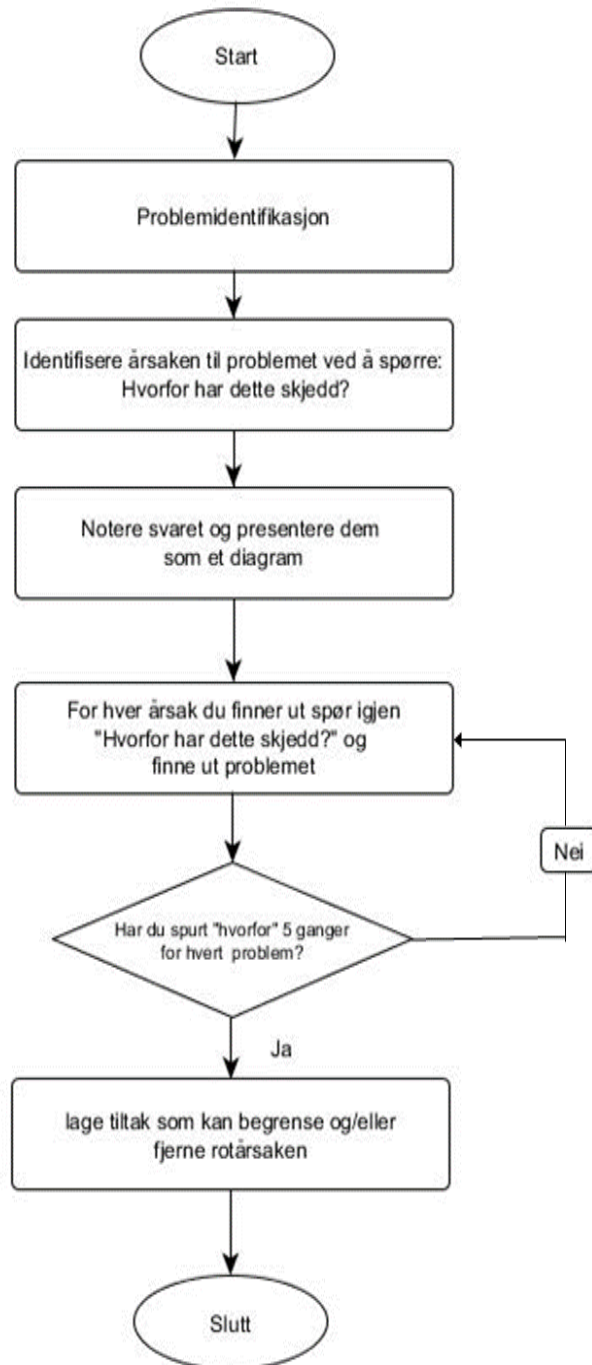 Start
Problemidentifikasjon
Identifisere årsaken til problemet ved å spørre:
Hvorfor har dette skjedd?
Notere svaret og presentere dem
som et diagram
For hver årsak du finner ut spør igjen
"Hvorfor har dette skjedd?" og
finne ut problemet
Nei
Har du spurt "hvorfor" 5 ganger
for hvert problem?
Ja
lage tiltak som kan begrense og/eller
fjerne rotårsaken
Slutt